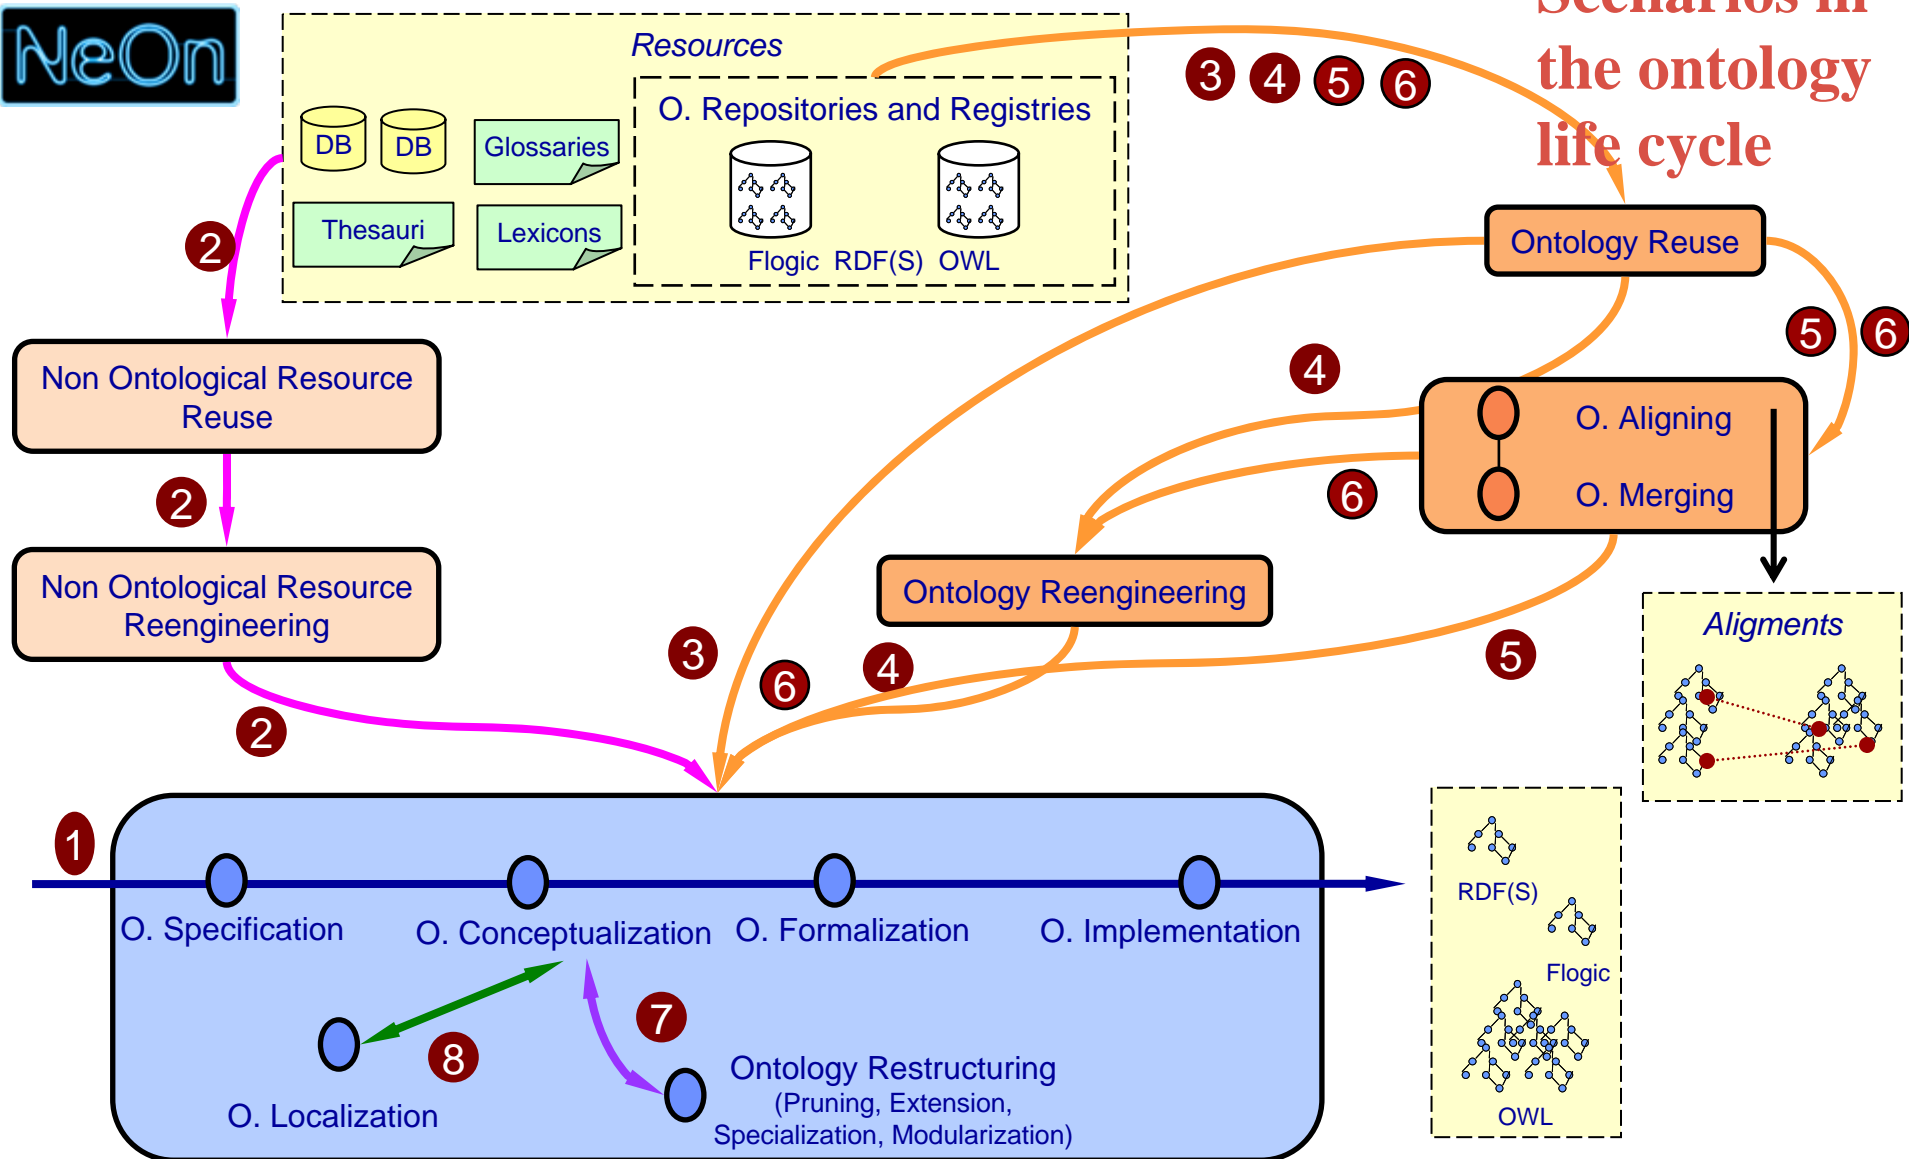 NeOn
Scenarios in
the ontology
life cycle
Resources
O. Repositories and Registries
DB
DB
Glossaries
Thesauri
Lexicons
Flogic RDF(S) OWL
3
4
5
6
2
Ontology Reuse
Non Ontological Resource
Reuse
5
6
4
O. Aligning
O. Merging
6
2
Non Ontological Resource
Reengineering
Ontology Reengineering
Aligments
3
6
4
5
2
1
O. Specification
O. Conceptualization
O. Formalization
O. Implementation
RDF(S)
Flogic
OWL
7
8
O. Localization
Ontology Restructuring
(Pruning, Extension,
Specialization, Modularization)